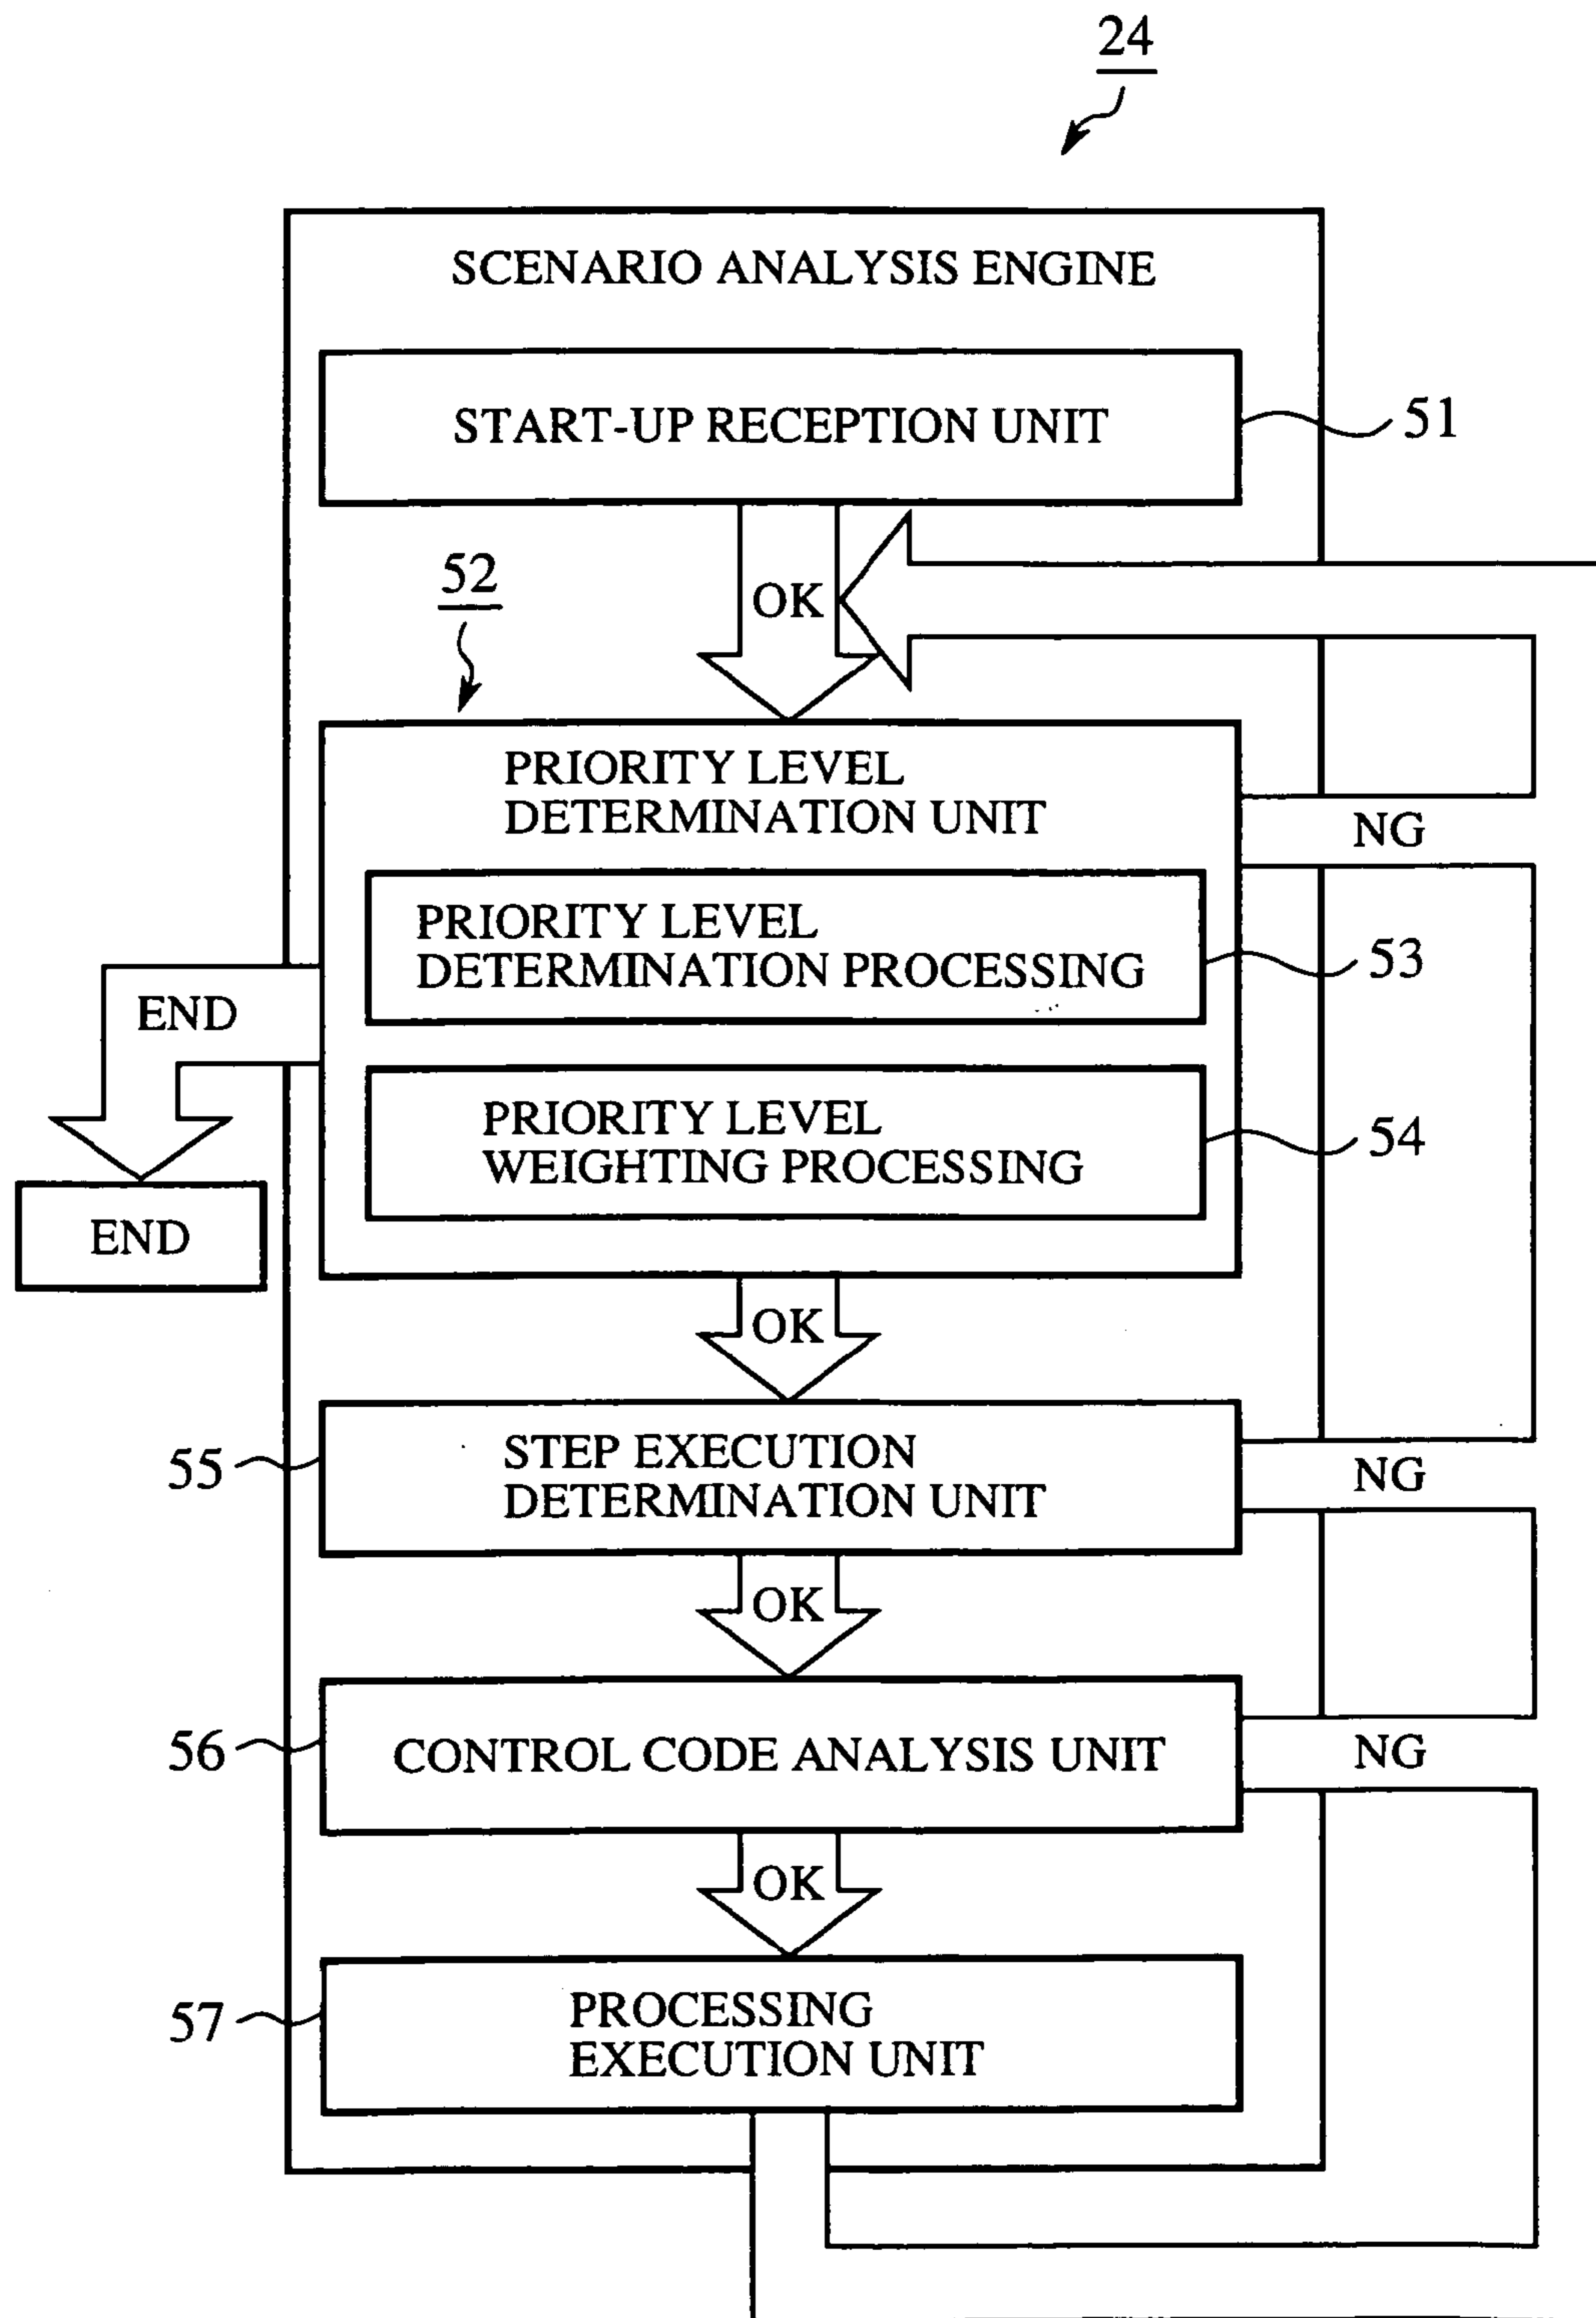 24
SCENARIO ANALYSIS ENGINE
START-UP RECEPTION UNIT
51
OK
52
PRIORITY LEVEL
DETERMINATION UNIT
NG
PRIORITY LEVEL
DETERMINATION PROCESSING
53
END
PRIORITY LEVEL
WEIGHTING PROCESSING
54
END
OK
55
STEP EXECUTION
DETERMINATION UNIT
NG
OK
56
CONTROL CODE ANALYSIS UNIT
NG
OK
57
PROCESSING
EXECUTION UNIT